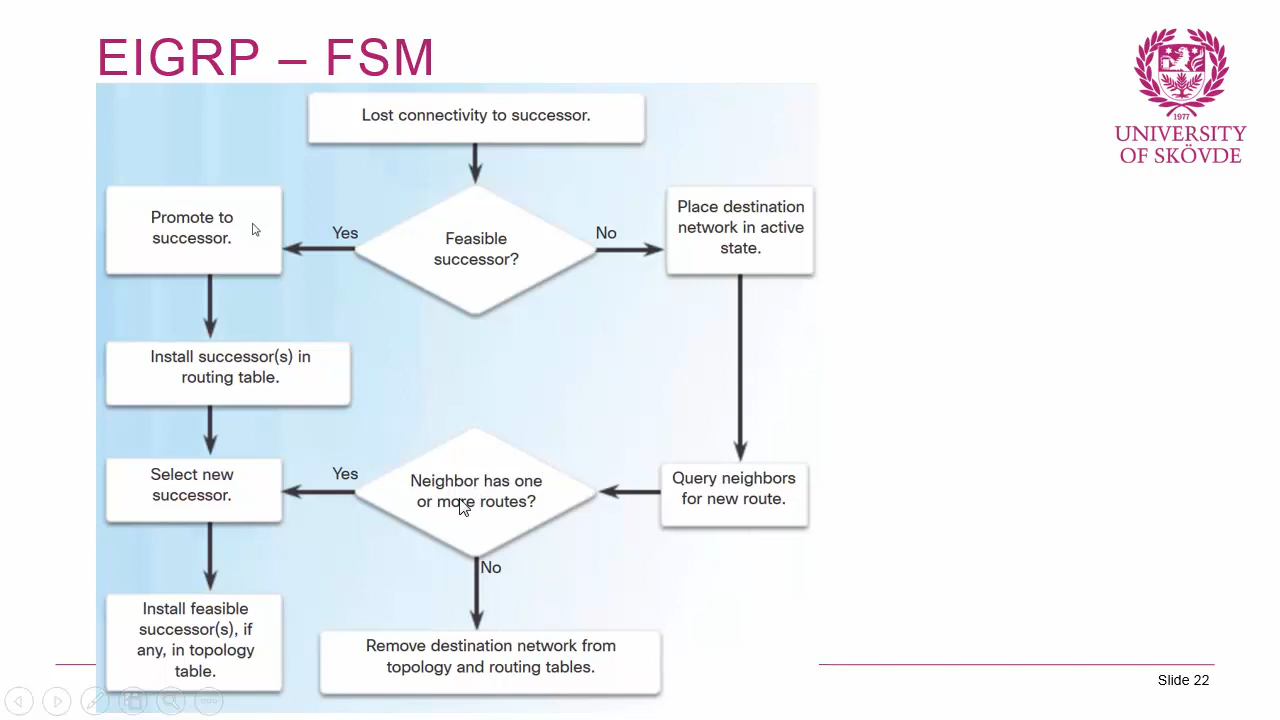 EIGRP – FSM
1977
UNIVERSITY
OF SKÖVDE
Lost connectivity to successor.
Promote to
successor.
Yes
Feasible
successor?
No
Place destination
network in active
state.
Install successor(s) in
routing table.
Select new
successor.
Yes
Neighbor has one
or more routes?
Query neighbors
for new route.
No
Install feasible
successor(s), if
any, in topology
table.
Remove destination network from
topology and routing tables.
Slide 22